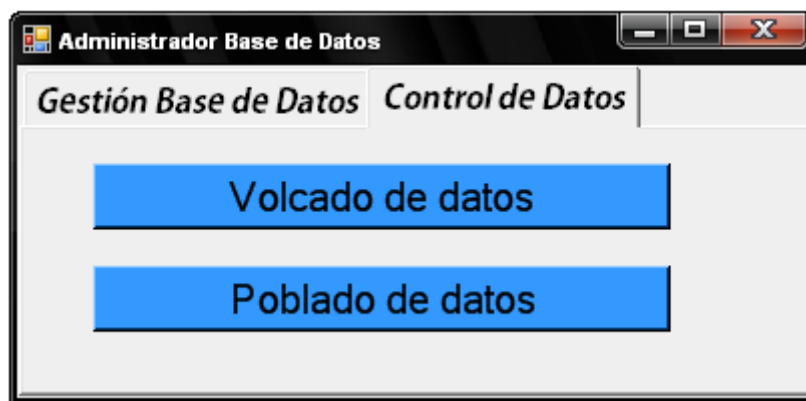 Administrador Base de Datos
Gestión Base de Datos Control de Datos
Volcado de datos
Poblado de datos